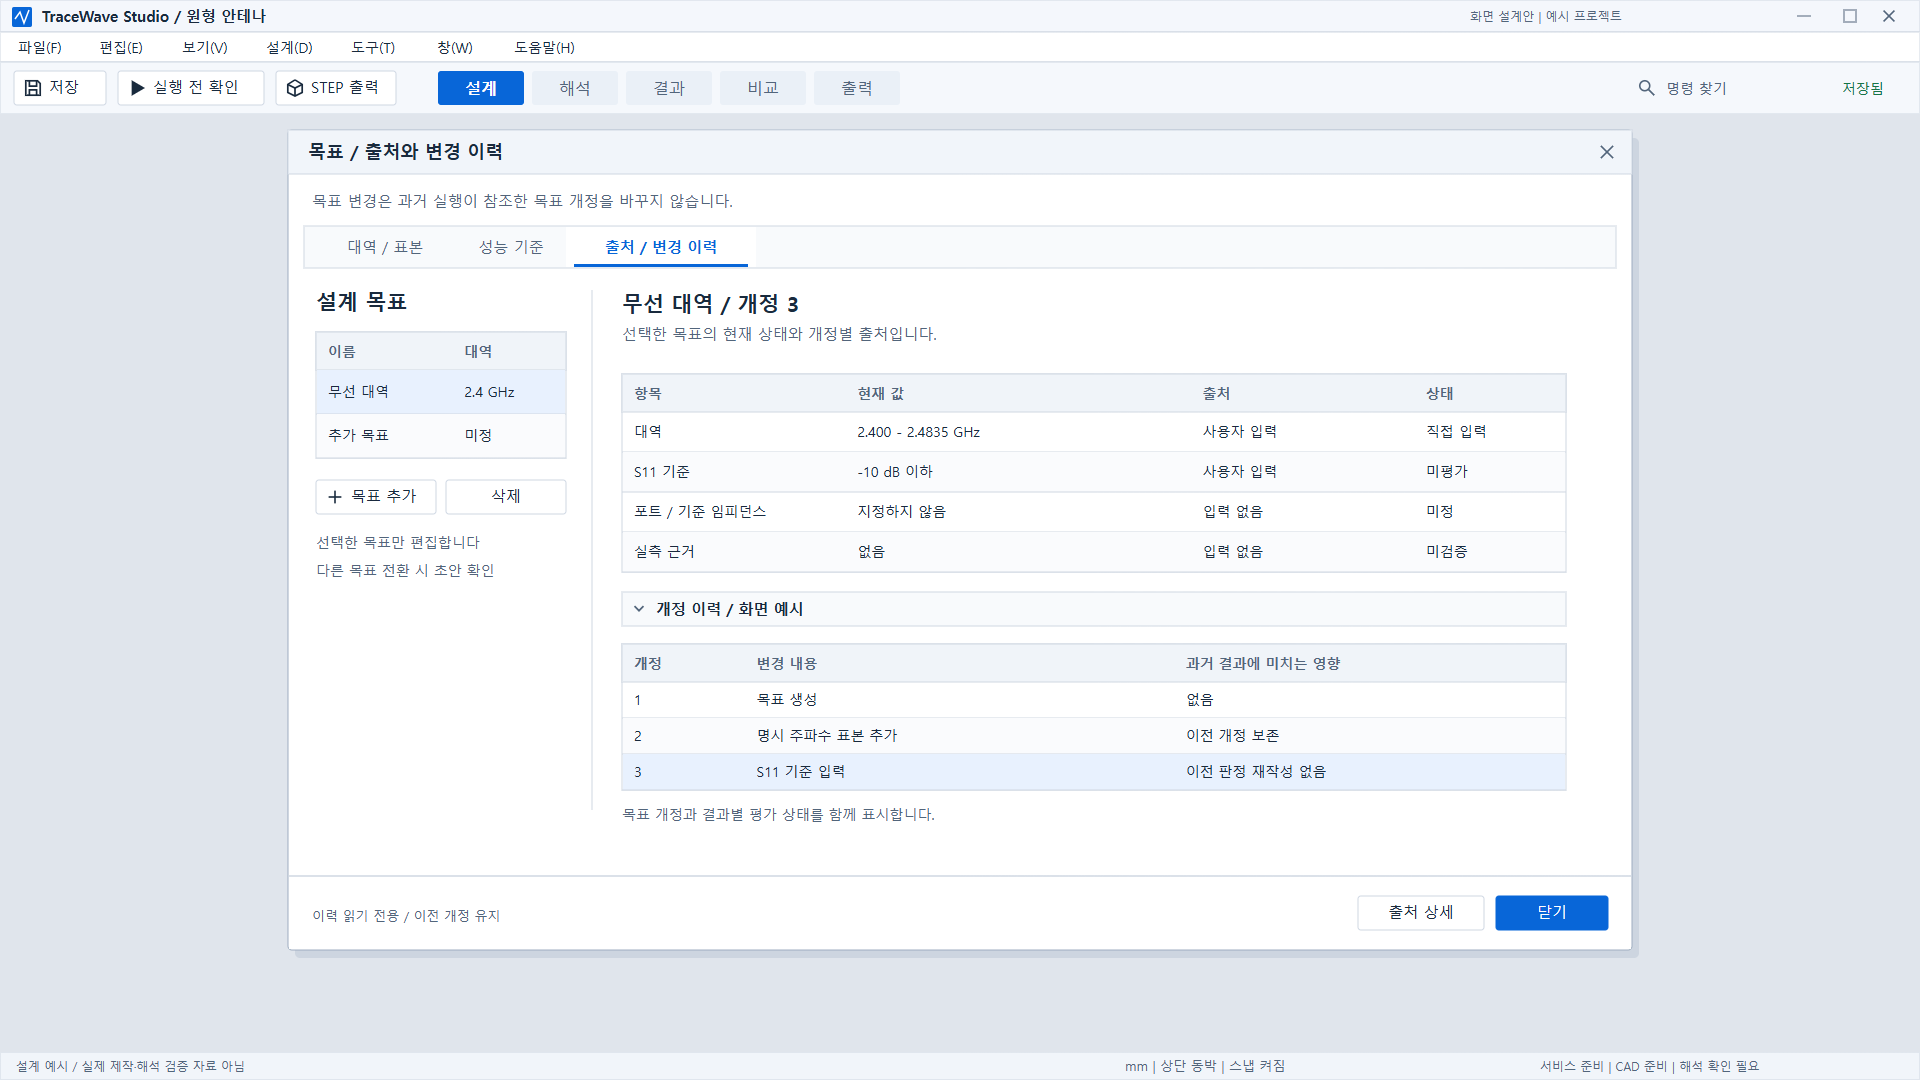 TraceWave Studio / 원형 안테나
화면 설계안 | 예시 프로젝트
파일(F) 편집(E) 보기(V) 설계(D) 도구(T) 창(W) 도움말(H)
저장 실행 전 확인 STEP 출력 설계 해석 결과 비교 출력 명령 찾기 저장됨
목표 / 출처와 변경 이력
목표 변경은 과거 실행이 참조한 목표 개정을 바꾸지 않습니다.
대역 / 표본 성능 기준 출처 / 변경 이력
설계 목표
이름 대역
무선 대역 2.4 GHz
추가 목표 미정
목표 추가 삭제
선택한 목표만 편집합니다
다른 목표 전환 시 초안 확인
무선 대역 / 개정 3
선택한 목표의 현재 상태와 개정별 출처입니다.
항목 현재 값 출처 상태
대역 2.400 - 2.4835 GHz 사용자 입력 직접 입력
S11 기준 -10 dB 이하 사용자 입력 미평가
포트 / 기준 임피던스 지정하지 않음 입력 없음 미정
실측 근거 없음 입력 없음 미검증
개정 이력 / 화면 예시
개정 변경 내용 과거 결과에 미치는 영향
1 목표 생성 없음
2 명시 주파수 표본 추가 이전 개정 보존
3 S11 기준 입력 이전 판정 재작성 없음
목표 개정과 결과별 평가 상태를 함께 표시합니다.
이력 읽기 전용 / 이전 개정 유지
출처 상세 닫기
설계 예시 / 실제 제작·해석 검증 자료 아님
mm | 상단 동박 | 스냅 켜짐
서비스 준비 | CAD 준비 | 해석 확인 필요